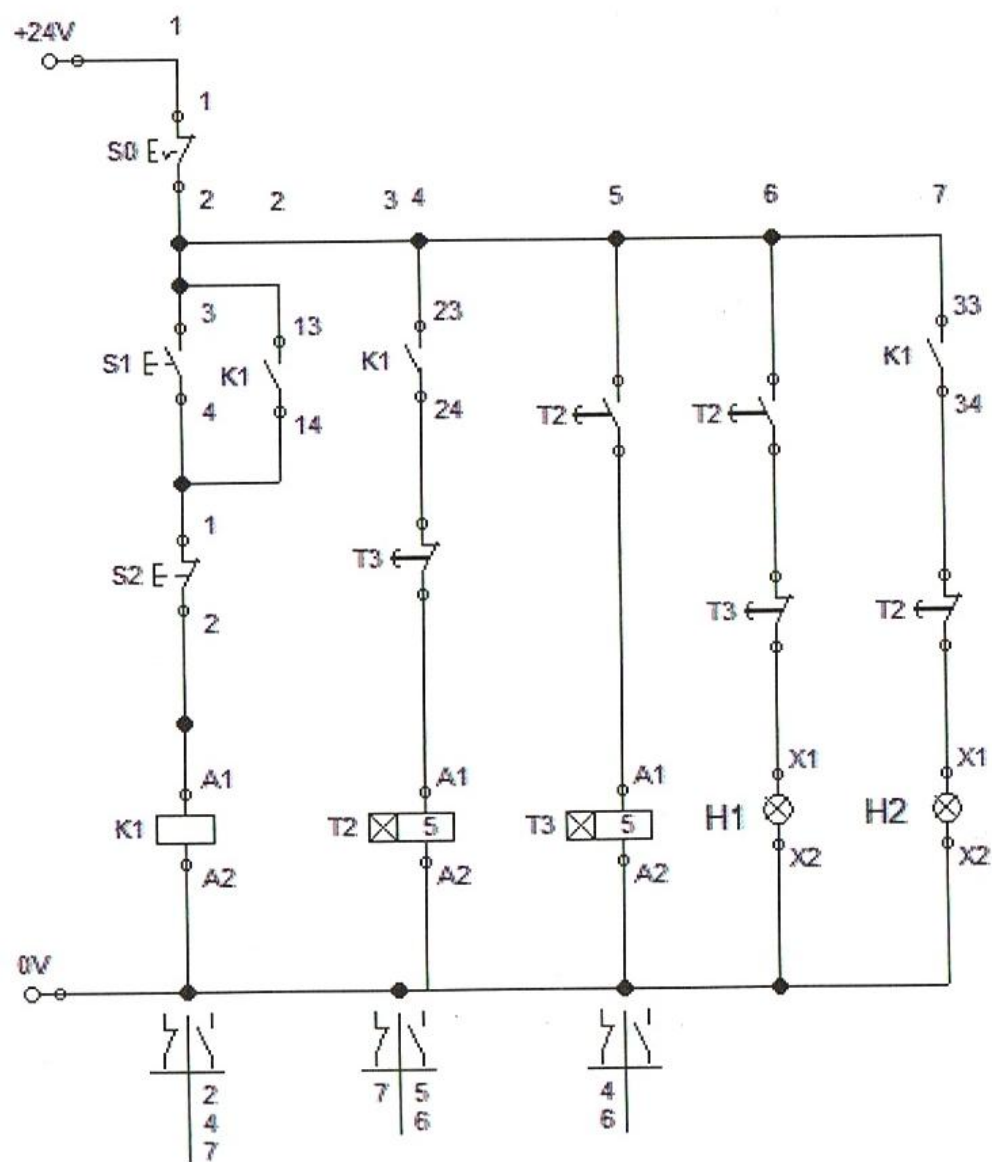 +24V 1
1
S0
2 2 3 4 5 6 7
3 13 23 33
S1 K1 K1 K1
4 14 24 34
T2 T2
1
S2 T3 T3 T2
2
A1 A1 A1 X1 X1
K1 T2 5 T3 5 H1 H2
A2 A2 A2 X2 X2
0V
2 7 5 4
4 6 6
7